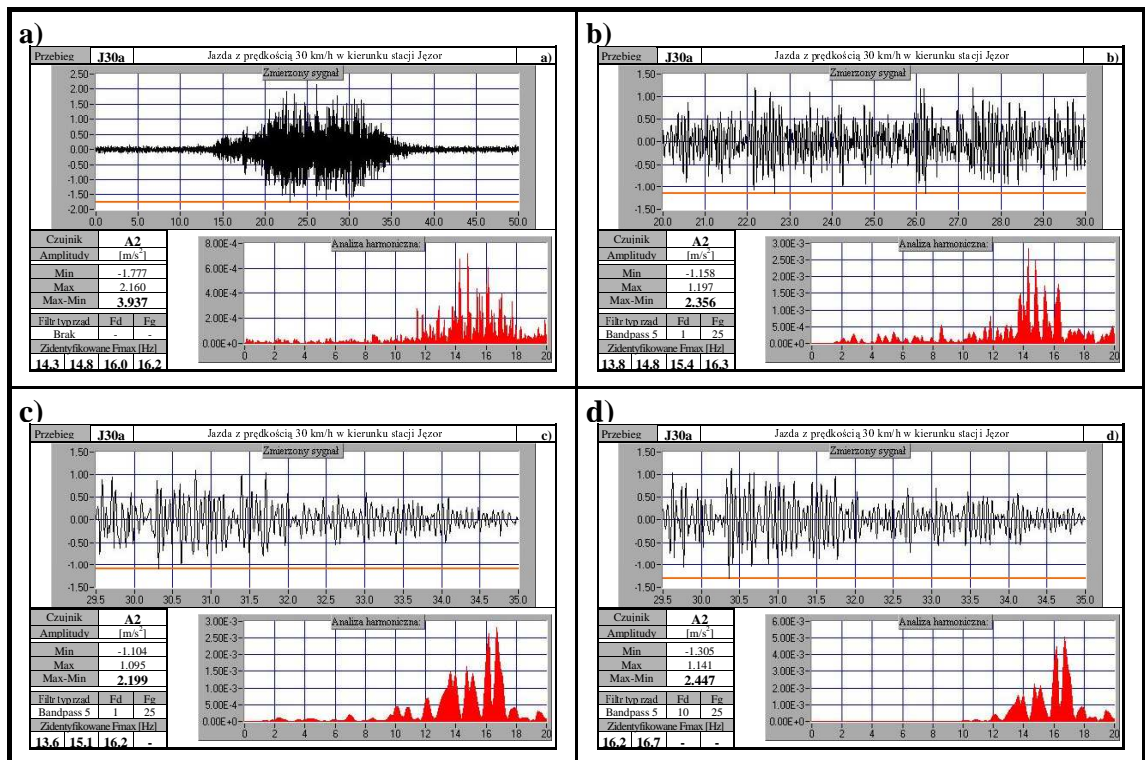 a)
Przebieg J30a Jazda z prędkością 30 km/h w kierunku stacji Jęzor a)
Zmierzony sygnał
2.50
2.00
1.50
1.00
0.50
0.00
-0.50
-1.00
-1.50
-2.00
0.0 10.0 20.0 30.0 40.0 50.0
Czujnik A2
Amplitudy [m/s²]
Min -1.777
Max 2.160
Max-Min 3.937
Filtr typ rząd Fd Fg
Brak - -
Zidentyfikowane Fmax [Hz]
14.3 14.8 16.0 16.2
Analiza harmoniczna:
8.00E-4
6.00E-4
4.00E-4
2.00E-4
0.00E+0
0 2 4 6 8 10 12 14 16 18 20
b)
Przebieg J30a Jazda z prędkością 30 km/h w kierunku stacji Jęzor b)
Zmierzony sygnał
1.50
1.00
0.50
0.00
-0.50
-1.00
-1.50
20.0 21.0 22.0 23.0 24.0 25.0 26.0 27.0 28.0 29.0 30.0
Czujnik A2
Amplitudy [m/s²]
Min -1.158
Max 1.197
Max-Min 2.356
Filtr typ rząd Fd Fg
Bandpass 5 1 25
Zidentyfikowane Fmax [Hz]
13.8 14.8 15.4 16.3
Analiza harmoniczna:
3.00E-3
2.50E-3
2.00E-3
1.50E-3
1.00E-3
5.00E-4
0.00E+0
0 2 4 6 8 10 12 14 16 18 20
c)
Przebieg J30a Jazda z prędkością 30 km/h w kierunku stacji Jęzor c)
Zmierzony sygnał
1.50
1.00
0.50
0.00
-0.50
-1.00
-1.50
29.5 30.0 30.5 31.0 31.5 32.0 32.5 33.0 33.5 34.0 34.5 35.0
Czujnik A2
Amplitudy [m/s²]
Min -1.104
Max 1.095
Max-Min 2.199
Filtr typ rząd Fd Fg
Bandpass 5 1 25
Zidentyfikowane Fmax [Hz]
13.6 15.1 16.2 -
Analiza harmoniczna:
3.00E-3
2.50E-3
2.00E-3
1.50E-3
1.00E-3
5.00E-4
0.00E+0
0 2 4 6 8 10 12 14 16 18 20
d)
Przebieg J30a Jazda z prędkością 30 km/h w kierunku stacji Jęzor d)
Zmierzony sygnał
1.50
1.00
0.50
0.00
-0.50
-1.00
-1.50
29.5 30.0 30.5 31.0 31.5 32.0 32.5 33.0 33.5 34.0 34.5 35.0
Czujnik A2
Amplitudy [m/s²]
Min -1.305
Max 1.141
Max-Min 2.447
Filtr typ rząd Fd Fg
Bandpass 5 10 25
Zidentyfikowane Fmax [Hz]
16.2 16.7 - -
Analiza harmoniczna:
6.00E-3
5.00E-3
4.00E-3
3.00E-3
2.00E-3
1.00E-3
0.00E+0
0 2 4 6 8 10 12 14 16 18 20